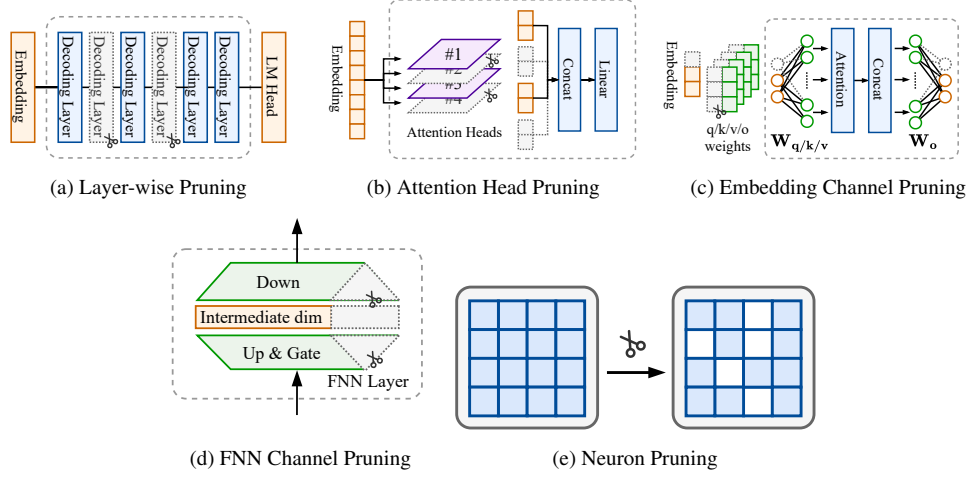 Embedding
Decoding Layer
Decoding Layer
Decoding Layer
Decoding Layer
Decoding Layer
Decoding Layer
LM Head
(a) Layer-wise Pruning
Embedding
#1
#2
#3
#4
Attention Heads
Concat
Linear
(b) Attention Head Pruning
Embedding
q/k/v/o
weights
W q/k/v
Attention
Concat
W o
(c) Embedding Channel Pruning
Down
Intermediate dim
Up & Gate
FNN Layer
(d) FNN Channel Pruning
(e) Neuron Pruning